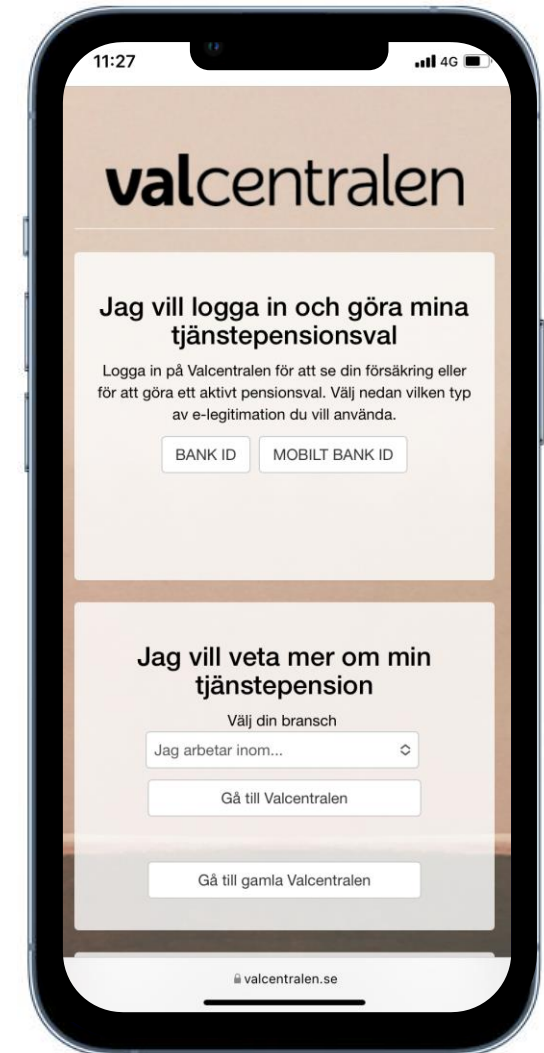 11:27
4G
valcentralen
Jag vill logga in och göra mina
tjänstepensionsval
Logga in på Valcentralen för att se din försäkring eller
för att göra ett aktivt pensionsval. Välj nedan vilken typ
av e-legitimation du vill använda.
BANK ID
MOBILT BANK ID
Jag vill veta mer om min
tjänstepension
Välj din bransch
Jag arbetar inom...
Gå till Valcentralen
Gå till gamla Valcentralen
valcentralen.se